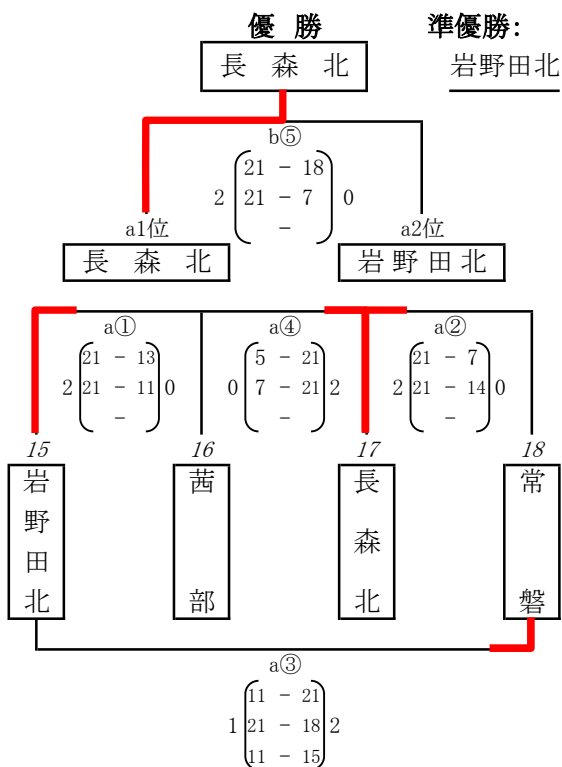 優 勝 準優勝:
長 森 北 岩野田北
b⑤
21 - 18
2 21 - 7 0
-
a1位 a2位
長 森 北 岩野田北
a① a④ a②
21 - 13 5 - 21 21 - 7
2 21 - 11 0 0 7 - 21 2 2 21 - 14 0
- - -
15 16 17 18
岩野田北 茜部 長森北 常磐
a③
11 - 21
1 21 - 18 2
11 - 15